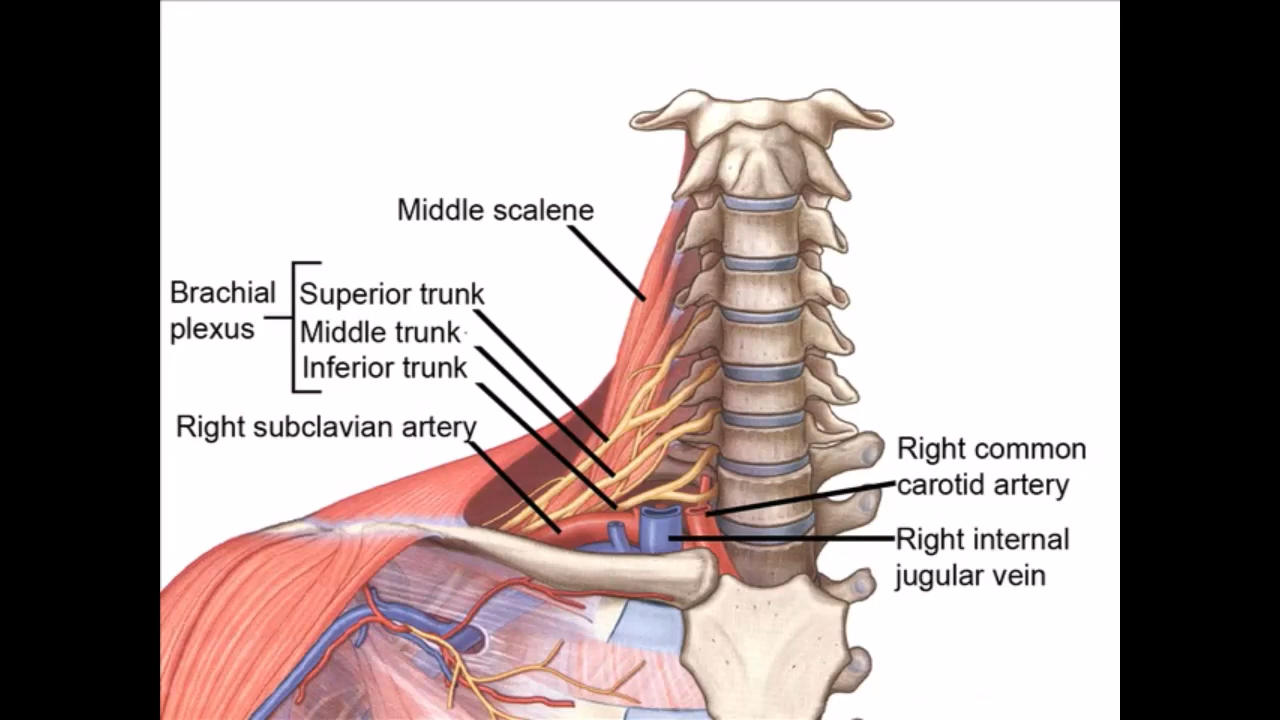 Middle scalene
Brachial
plexus
Superior trunk
Middle trunk
Inferior trunk
Right subclavian artery
Right common
carotid artery
Right internal
jugular vein